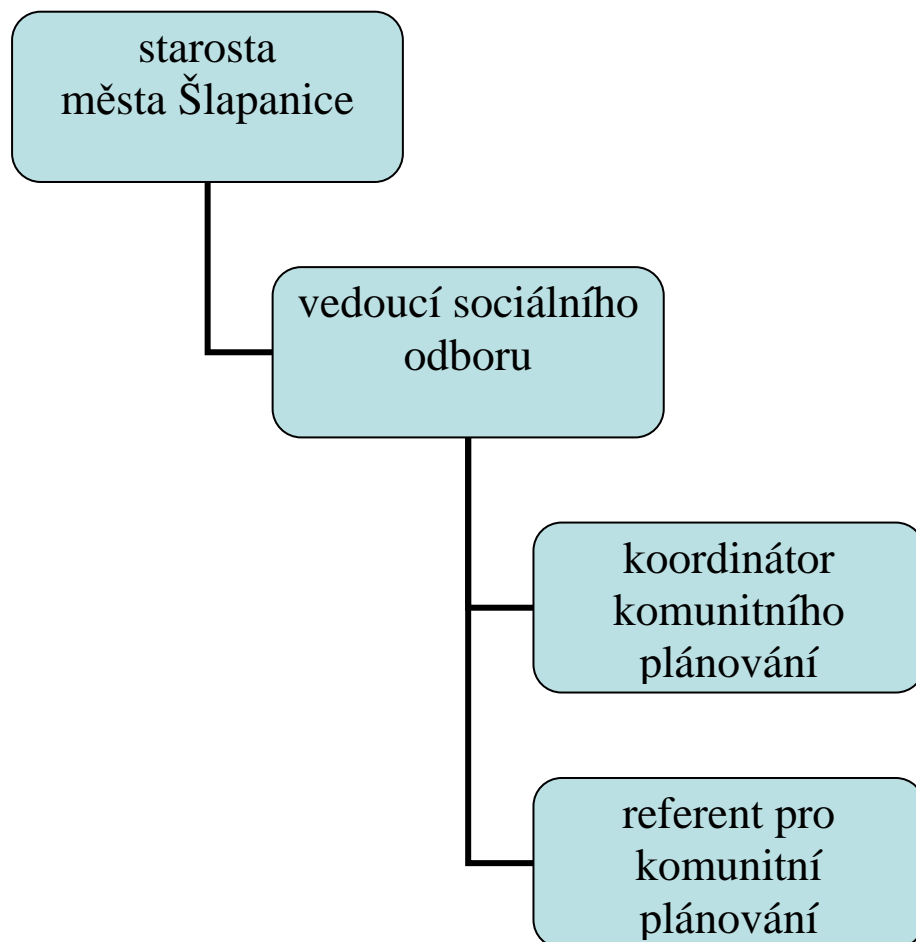 starosta
města Šlapanice
vedoucí sociálního
odboru
koordinátor
komunitního
plánování
referent pro
komunitní
plánování